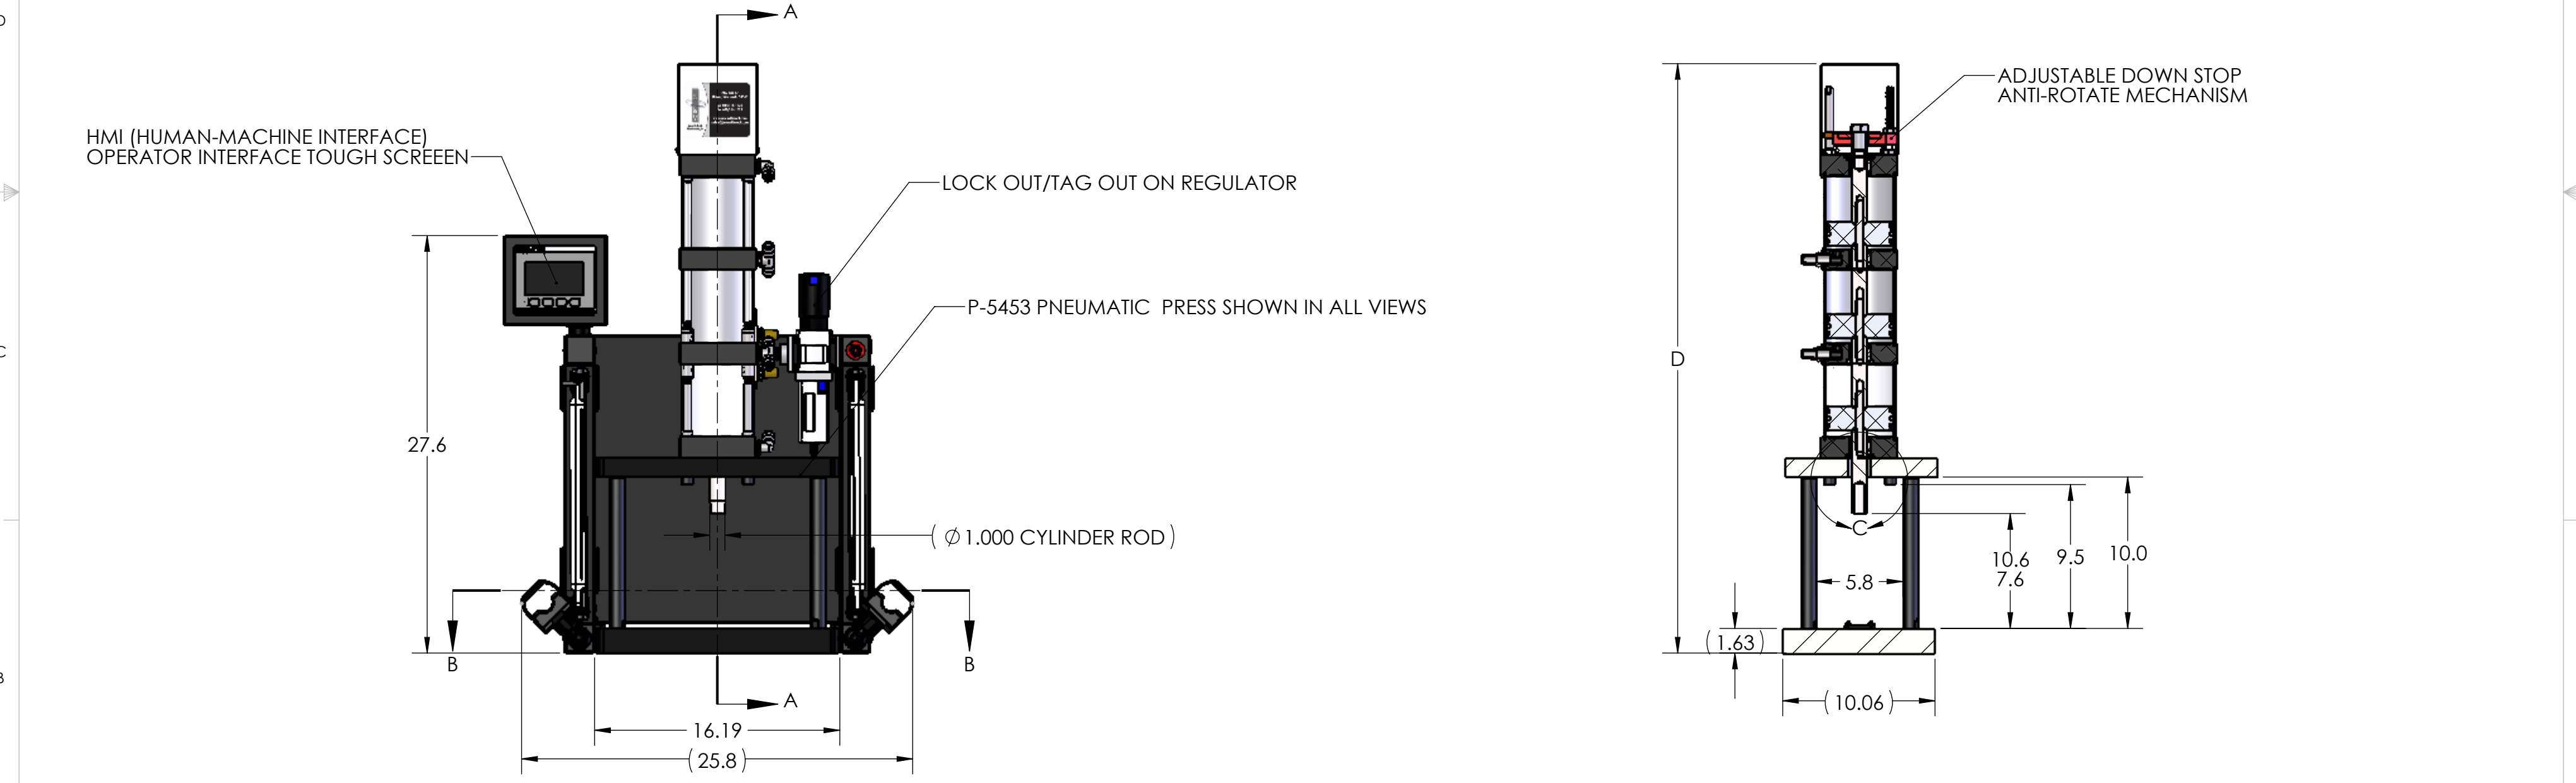 A
ADJUSTABLE DOWN STOP
ANTI-ROTATE MECHANISM
HMI (HUMAN-MACHINE INTERFACE)
OPERATOR INTERFACE TOUGH SCREEEN
LOCK OUT/TAG OUT ON REGULATOR
P-5453 PNEUMATIC PRESS SHOWN IN ALL VIEWS
C
D
27.6
(∅1.000 CYLINDER ROD)
C
10.6
7.6
9.5
10.0
5.8
(1.63)
B
B
B
A
(10.06)
16.19
(25.8)